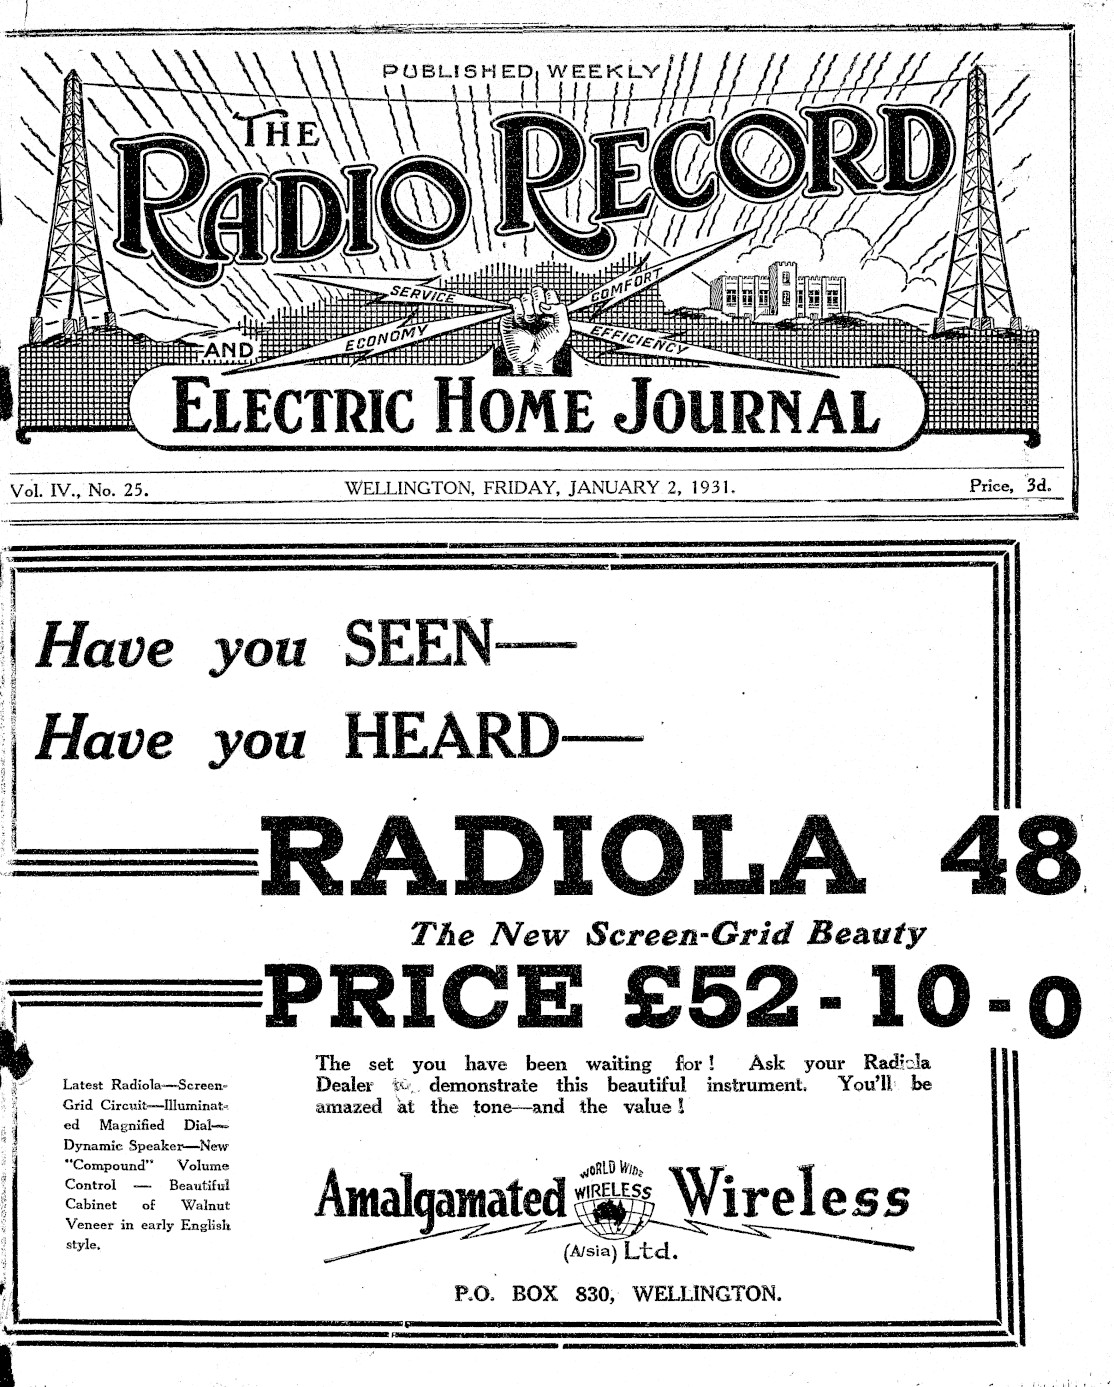 PUBLISHED WEEKLY
THE
RADIO RECORD
SERVICE
COMFORT
ECONOMY
EFFICIENCY
AND
ELECTRIC HOME JOURNAL
Vol. IV., No. 25.
WELLINGTON, FRIDAY, JANUARY 2, 1931.
Price, 3d.
Have you SEEN—
Have you HEARD—
RADIOLA 48
The New Screen-Grid Beauty
PRICE £52-10-0
The set you have been waiting for! Ask your Radiola
Dealer to demonstrate this beautiful instrument. You'll be
amazed at the tone—and the value!
Latest Radiola—Screen-
Grid Circuit—Illuminat-
ed Magnified Dial—
Dynamic Speaker—New
"Compound" Volume
Control — Beautiful
Cabinet of Walnut
Veneer in early English
style.
Amalgamated Wireless
WORLD WIDE
WIRELESS
(A/sia) Ltd.
P.O. BOX 830, WELLINGTON.